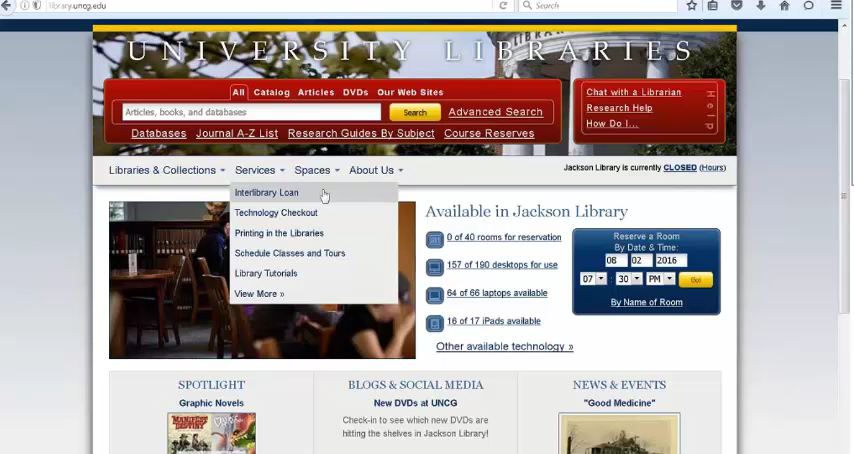 library.uncg.edu
Search
UNIVERSITY LIBRARIES
All Catalog Articles DVDs Our Web Sites
Articles, books, and databases Search Advanced Search
Databases Journal A-Z List Research Guides By Subject Course Reserves
Chat with a Librarian
Research Help
How Do I...
Help
Libraries & Collections Services Spaces About Us
Jackson Library is currently CLOSED (Hours)
Interlibrary Loan
Technology Checkout
Printing in the Libraries
Schedule Classes and Tours
Library Tutorials
View More »
Available in Jackson Library
0 of 40 rooms for reservation
157 of 190 desktops for use
64 of 66 laptops available
16 of 17 iPads available
Other available technology »
Reserve a Room
By Date & Time:
08 02 2016
07 : 30 PM Go!
By Name of Room
SPOTLIGHT
Graphic Novels
MANIFEST
DESTINY
BLOGS & SOCIAL MEDIA
New DVDs at UNCG
Check-in to see which new DVDs are
hitting the shelves in Jackson Library!
NEWS & EVENTS
"Good Medicine"